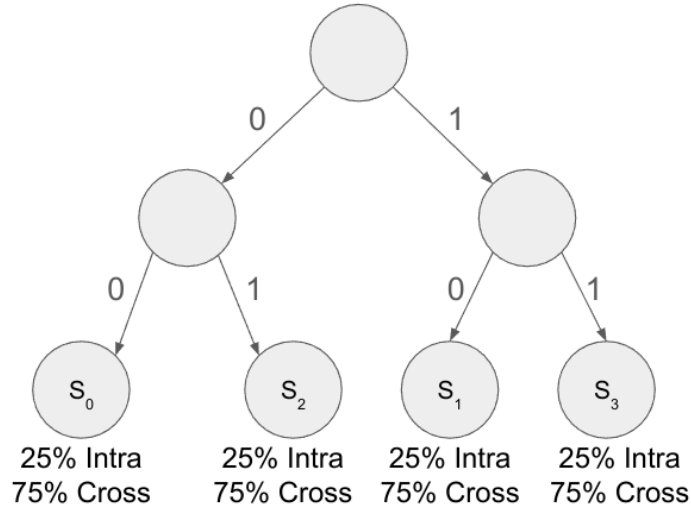 0 1
0 1 0 1
S0 S2 S1 S3
25% Intra 25% Intra 25% Intra 25% Intra
75% Cross 75% Cross 75% Cross 75% Cross